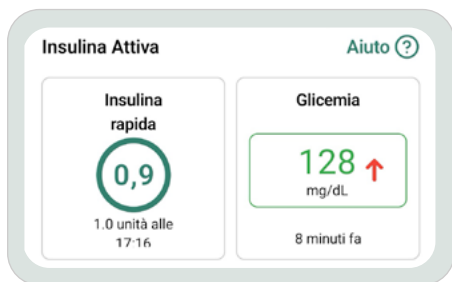 Insulina Attiva
Aiuto ?
Insulina
rapida
0,9
1.0 unità alle
17:16
Glicemia
128
mg/dL
8 minuti fa